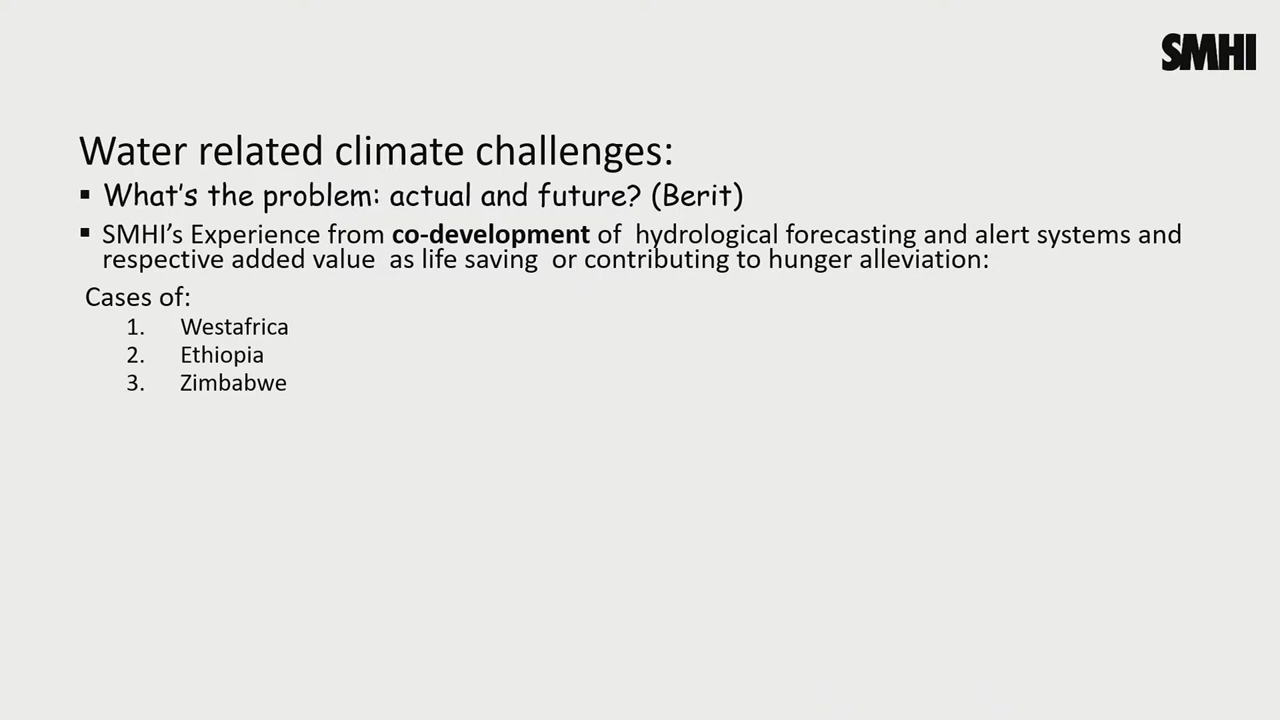 SMHI
Water related climate challenges:
▪ What's the problem: actual and future? (Berit)
▪ SMHI's Experience from co-development of  hydrological forecasting and alert systems and
respective added value  as life saving  or contributing to hunger alleviation:
Cases of:
1. Westafrica
2. Ethiopia
3. Zimbabwe